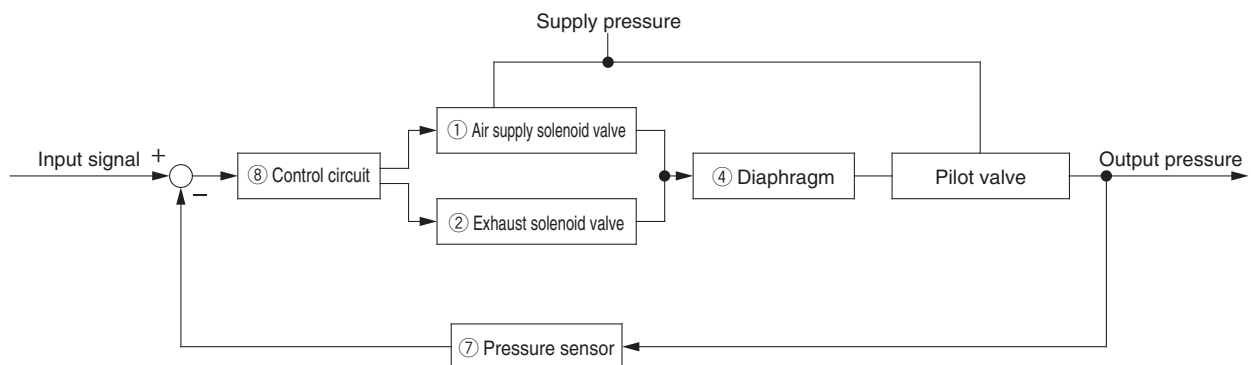 Supply pressure
① Air supply solenoid valve
Input signal
+
−
⑧ Control circuit
④ Diaphragm
Pilot valve
Output pressure
② Exhaust solenoid valve
⑦ Pressure sensor